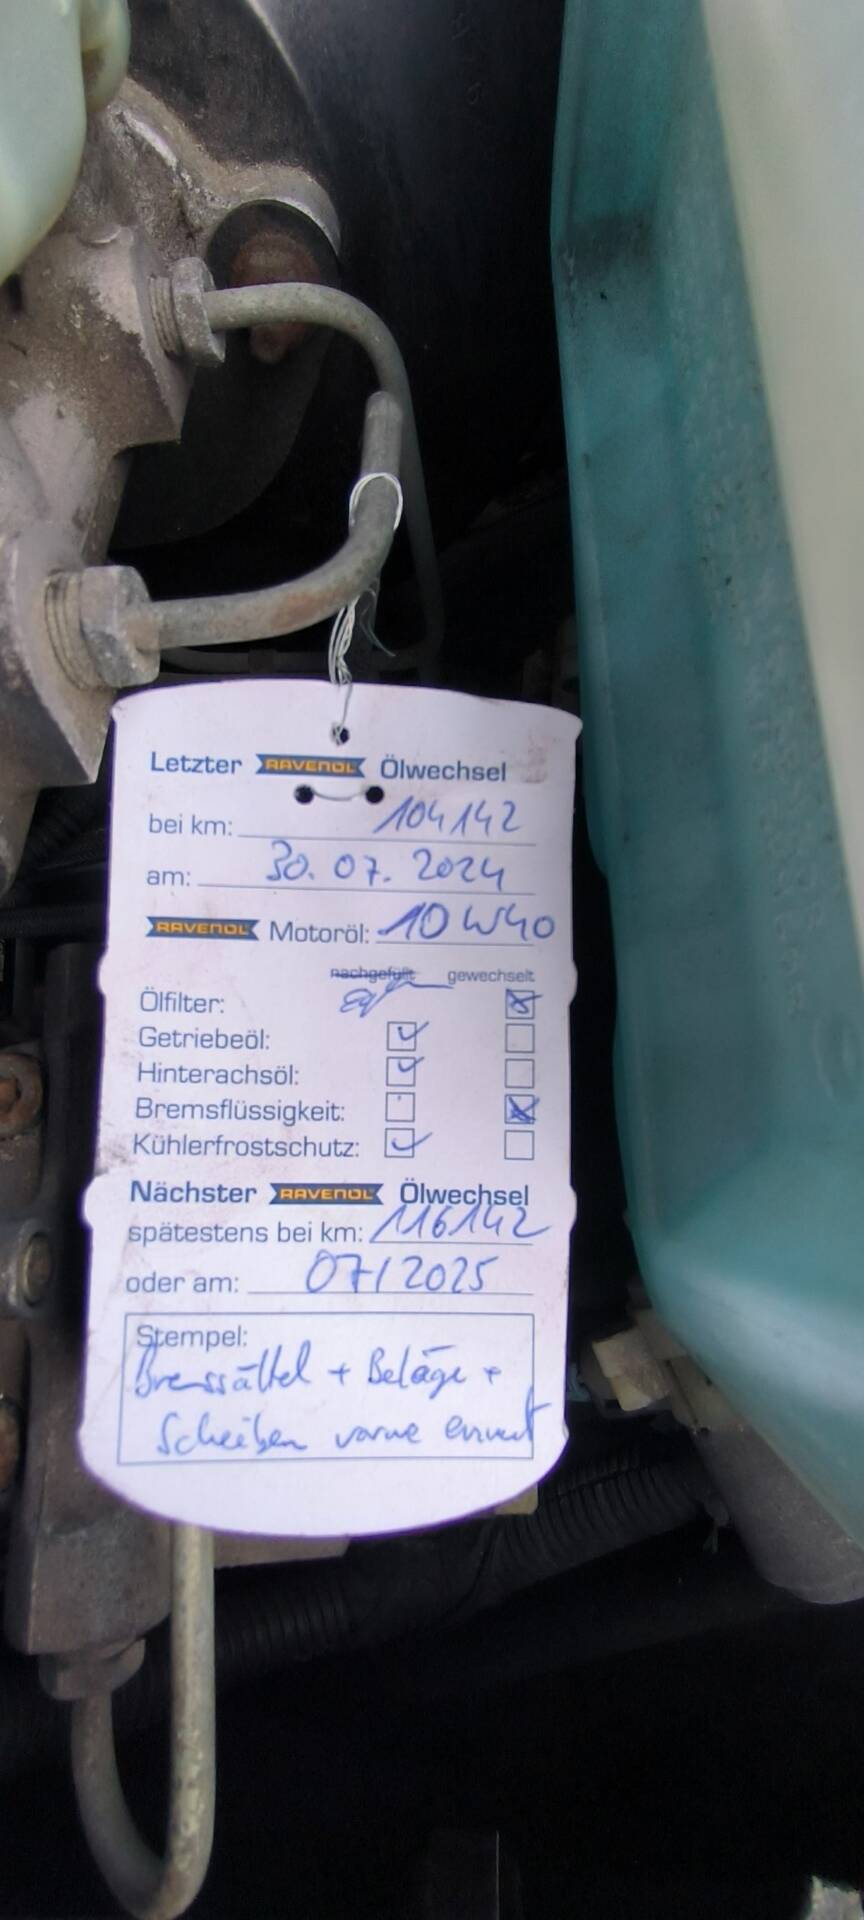 Letzter RAVENOL Ölwechsel
bei km: 104142
am: 30.07.2024
RAVENOL Motoröl: 10W40
nachgefüllt gewechselt
Ölfilter:
Getriebeöl:
Hinterachsöl:
Bremsflüssigkeit:
Kühlerfrostschutz:
Nächster RAVENOL Ölwechsel
spätestens bei km: 116142
oder am: 07/2025
Stempel:
Bremssättel + Beläge +
Scheiben vorne erneuert